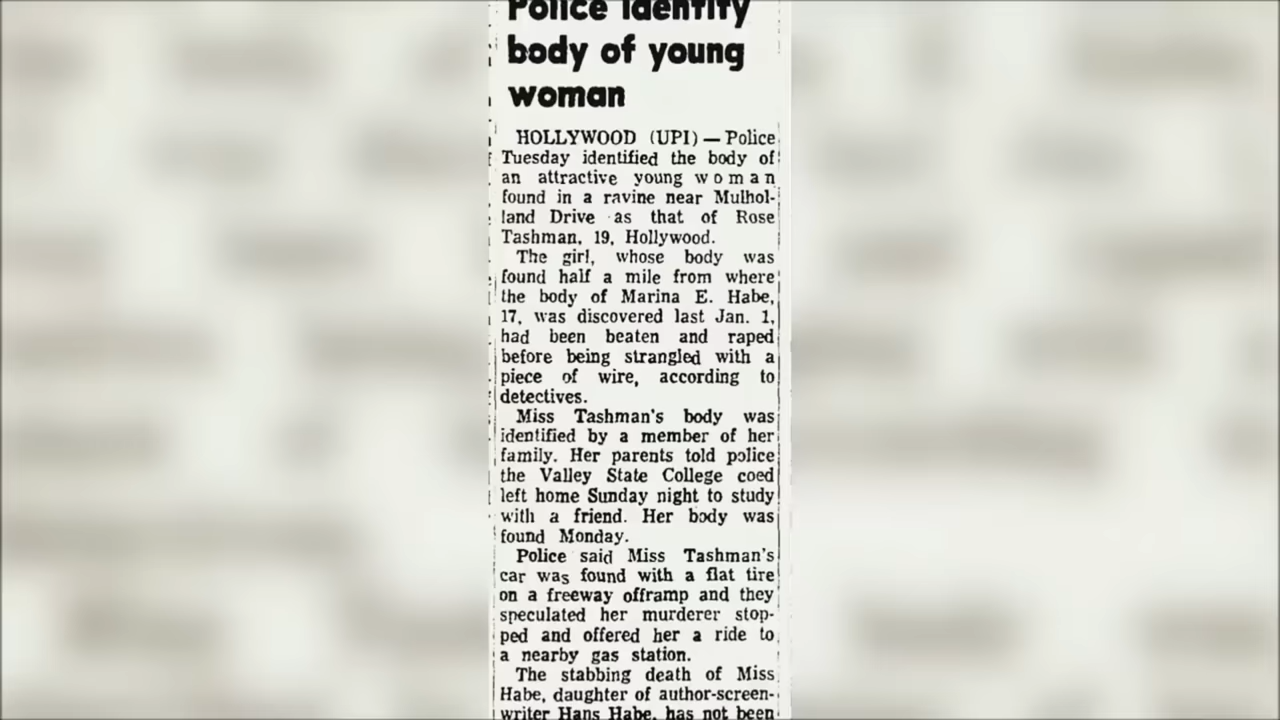 Police identify
body of young
woman
HOLLYWOOD (UPI) — Police
Tuesday identified the body of
an attractive young woman
found in a ravine near Mulhol-
land Drive as that of Rose
Tashman, 19, Hollywood.
The girl, whose body was
found half a mile from where
the body of Marina E. Habe,
17, was discovered last Jan. 1,
had been beaten and raped
before being strangled with a
piece of wire, according to
detectives.
Miss Tashman's body was
identified by a member of her
family. Her parents told police
the Valley State College coed
left home Sunday night to study
with a friend. Her body was
found Monday.
Police said Miss Tashman's
car was found with a flat tire
on a freeway offramp and they
speculated her murderer stop-
ped and offered her a ride to
a nearby gas station.
The stabbing death of Miss
Habe, daughter of author-screen-
writer Hans Habe, has not been